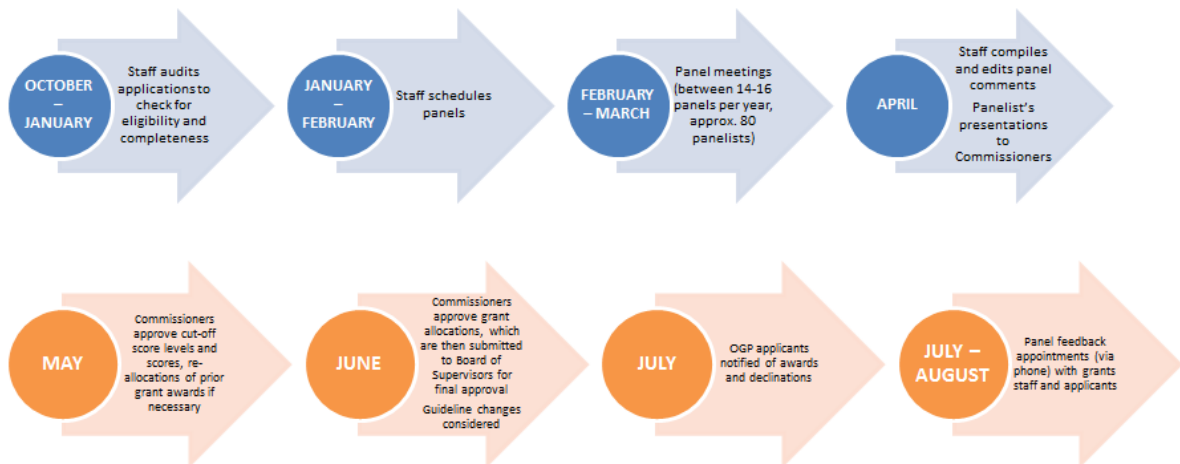 OCTOBER
–
JANUARY
Staff audits
applications to
check for
eligibility and
completeness
JANUARY
–
FEBRUARY
Staff schedules
panels
FEBRUARY
– MARCH
Panel meetings
(between 14-16
panels per year,
approx. 80
panelists)
APRIL
Staff compiles
and edits panel
comments
Panelist's
presentations
to
Commissioners
MAY
Commissioners
approve cut-off
score levels and
scores, re-
allocations of prior
grant awards if
necessary
JUNE
Commissioners
approve grant
allocations, which
are then submitted
to Board of
Supervisors for
final approval
Guideline changes
considered
JULY
OGP applicants
notified of awards
and declinations
JULY –
AUGUST
Panel feedback
appointments (via
phone) with grants
staff and applicants